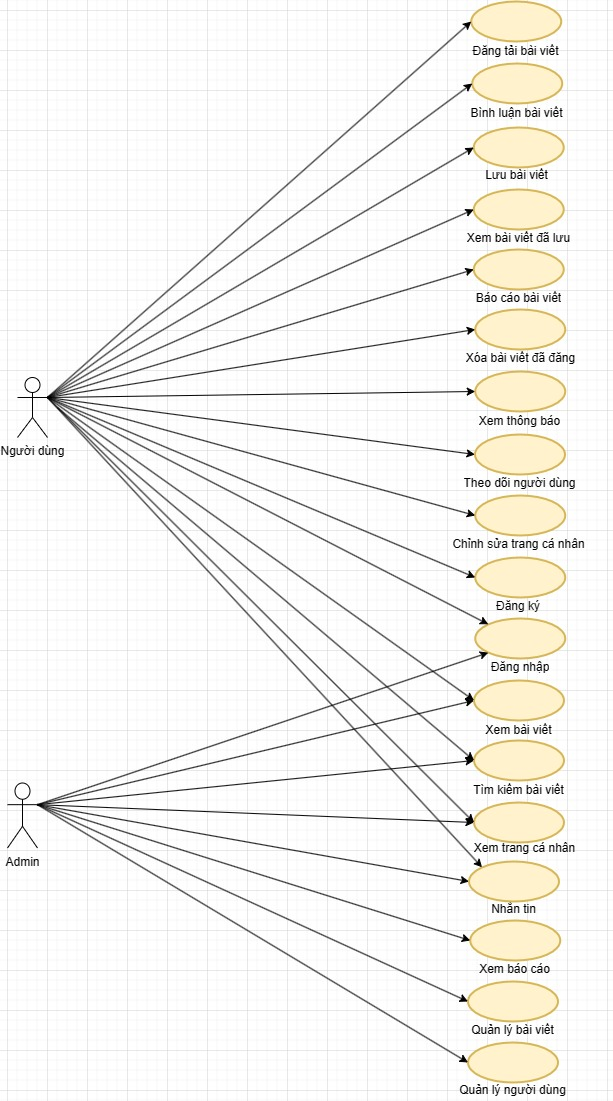 Đăng tải bài viết
Bình luận bài viết
Lưu bài viết
Xem bài viết đã lưu
Báo cáo bài viết
Xóa bài viết đã đăng
Xem thông báo
Người dùng
Theo dõi người dùng
Chỉnh sửa trang cá nhân
Đăng ký
Đăng nhập
Xem bài viết
Tìm kiếm bài viết
Xem trang cá nhân
Admin
Nhắn tin
Xem báo cáo
Quản lý bài viết
Quản lý người dùng